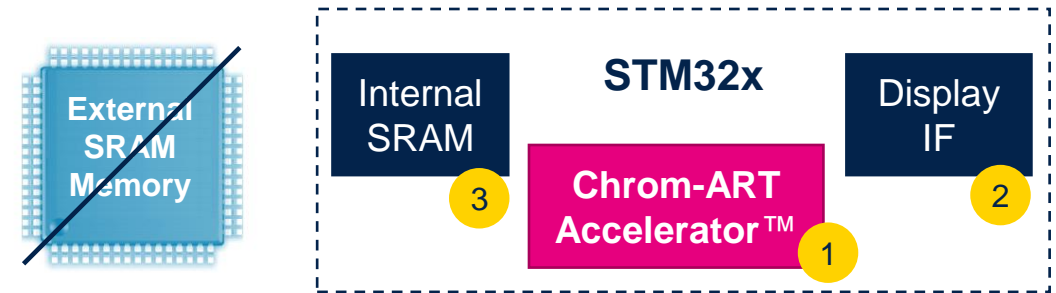 External
SRAM
Memory
Internal
SRAM
3
STM32x
Chrom-ART
Accelerator™
1
Display
IF
2